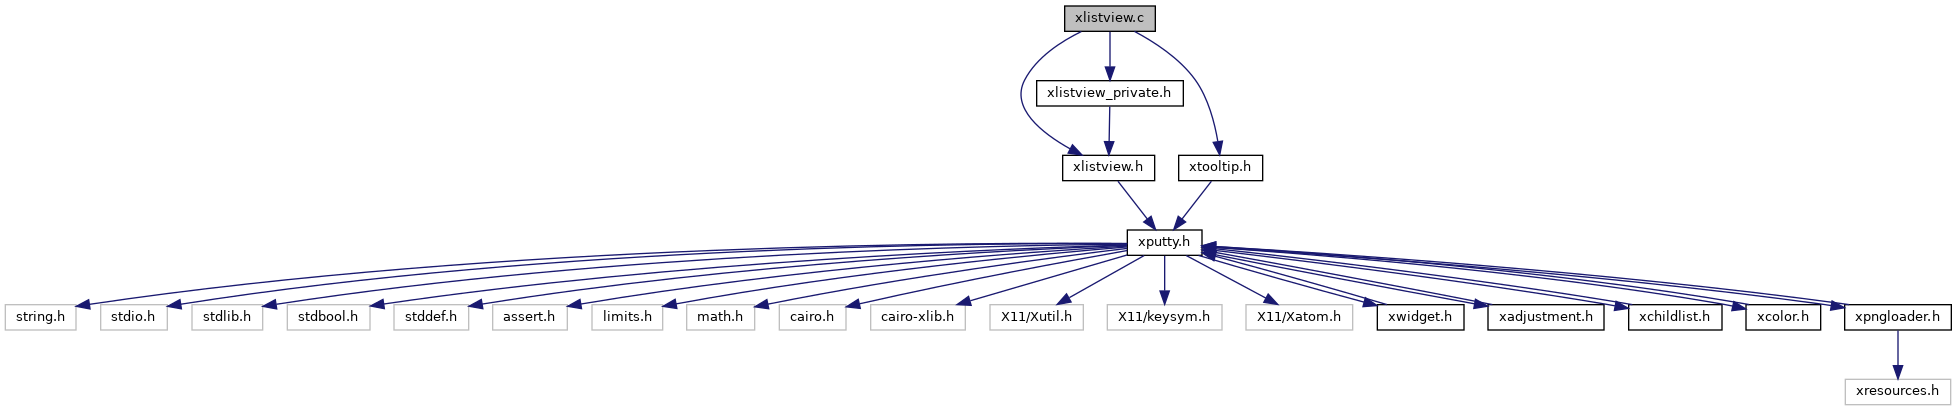 xlistview.c
xlistview_private.h
xlistview.h
xtooltip.h
xputty.h
string.h
stdio.h
stdlib.h
stdbool.h
stddef.h
assert.h
limits.h
math.h
cairo.h
cairo-xlib.h
X11/Xutil.h
X11/keysym.h
X11/Xatom.h
xwidget.h
xadjustment.h
xchildlist.h
xcolor.h
xpngloader.h
xresources.h